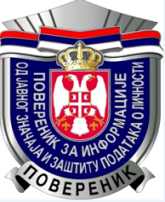 ПОВЕРЕНИК ЗА ИНФОРМАЦИЈЕ
ОД ЈАВНОГ ЗНАЧАЈА И ЗАШТИТУ ПОДАТАКА О ЛИЧНОСТИ
ПОВЕРЕНИК